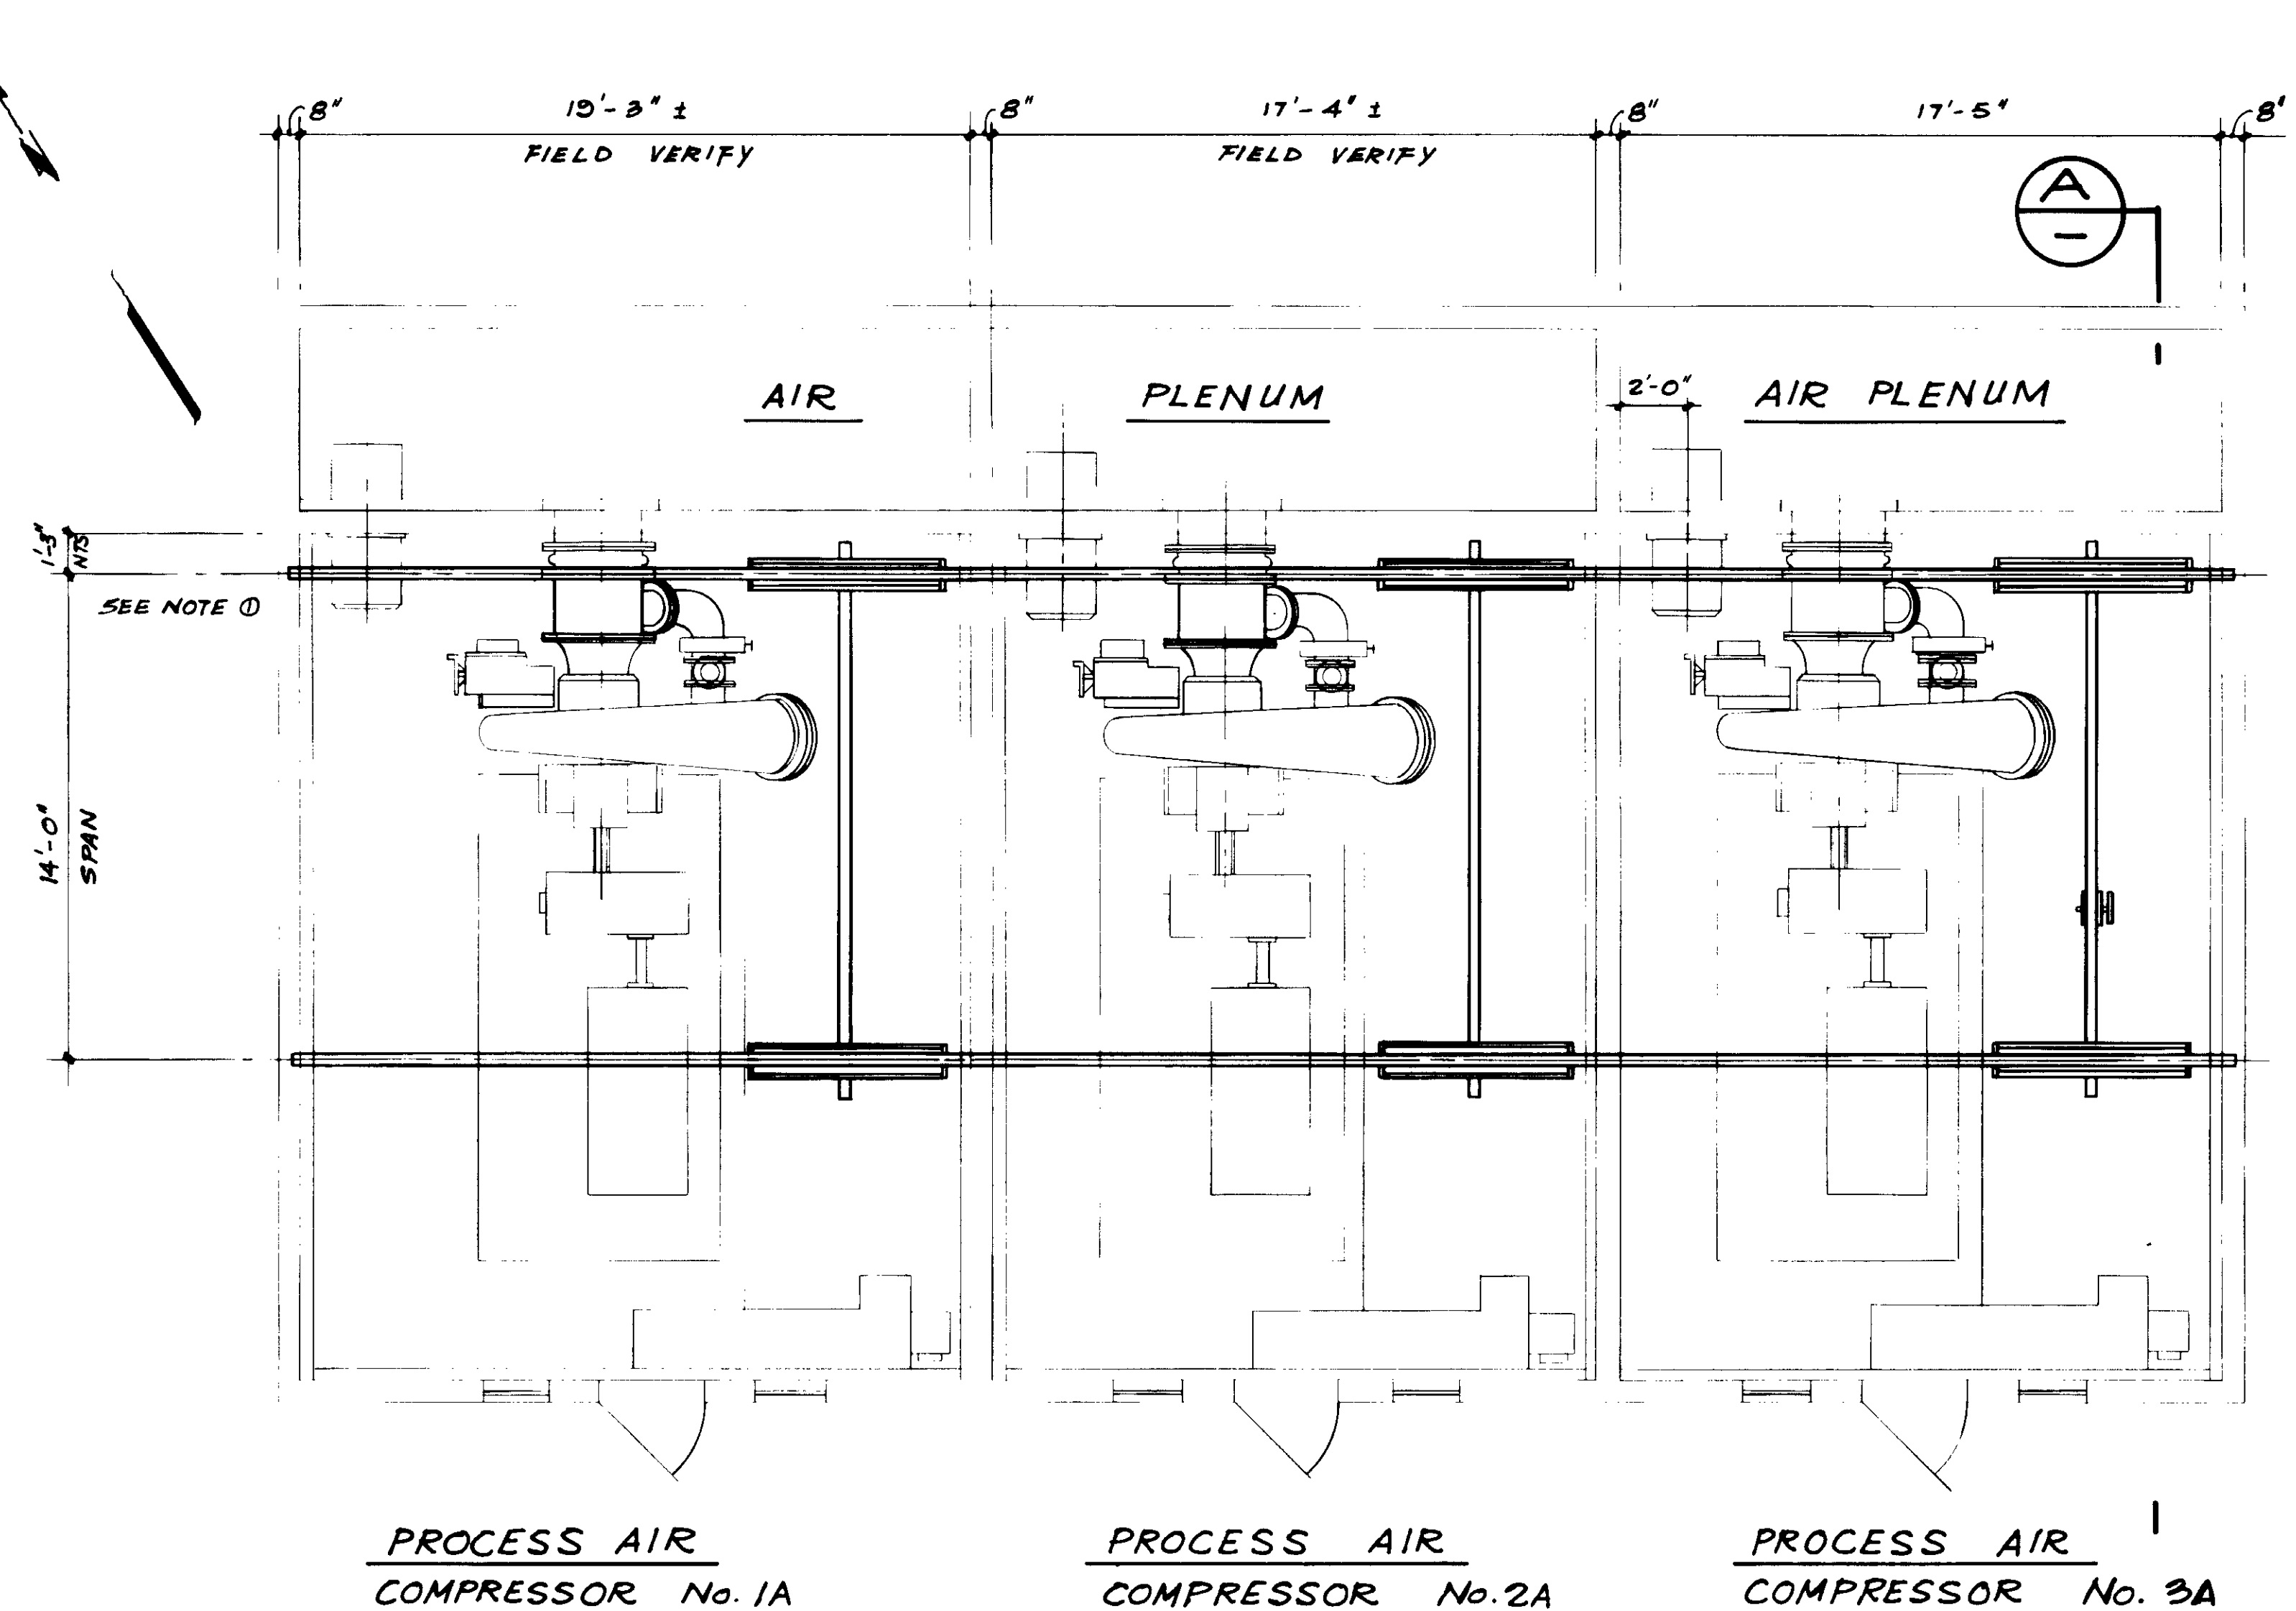 8" 19'-3" ± 8" 17'-4" ± 8" 17'-5" 8"
FIELD VERIFY FIELD VERIFY
A
–
2'-0"
AIR PLENUM AIR PLENUM
1'-3"
NTS
SEE NOTE ①
14'-0"
SPAN
PROCESS AIR PROCESS AIR PROCESS AIR
COMPRESSOR No. 1A COMPRESSOR No. 2A COMPRESSOR No. 3A